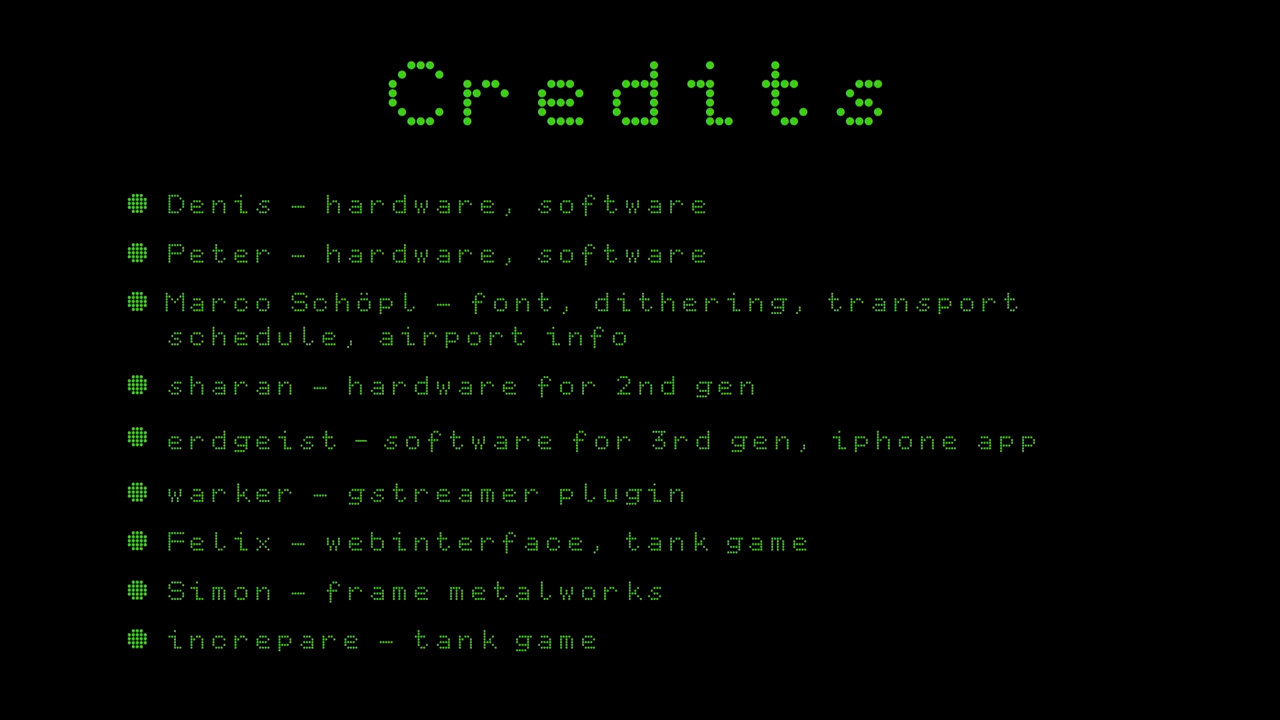 Credits
Denis – hardware, software
Peter – hardware, software
Marco Schöpl – font, dithering, transport
schedule, airport info
sharan – hardware for 2nd gen
erdgeist - software for 3rd gen, iphone app
warker – gstreamer plugin
Felix – webinterface, tank game
Simon – frame metalworks
increpare – tank game